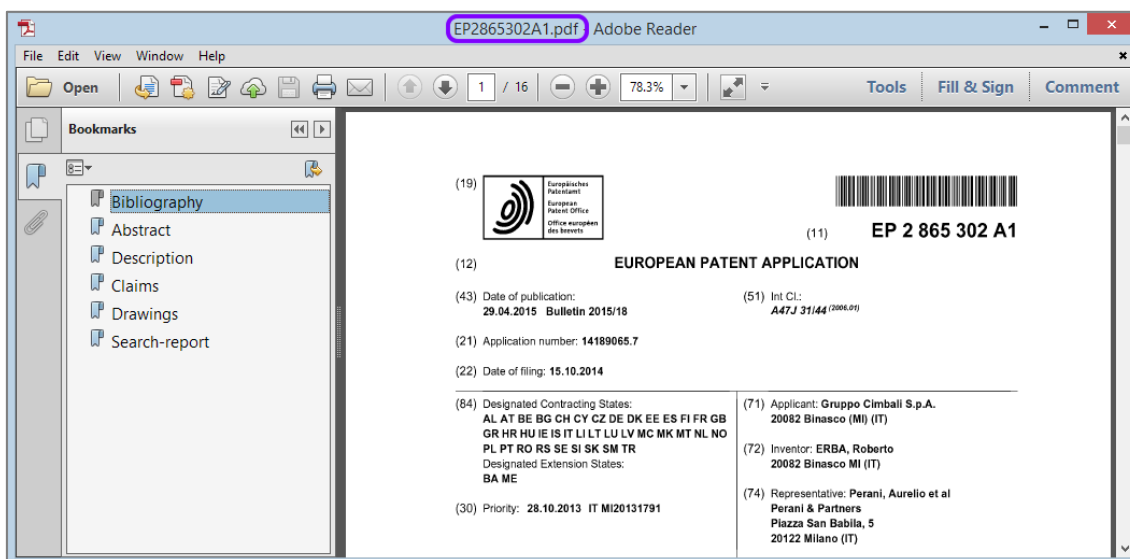 EP2865302A1.pdf - Adobe Reader
File Edit View Window Help
Open 1 / 16 78.3% Tools Fill & Sign Comment
Bookmarks
Bibliography
Abstract
Description
Claims
Drawings
Search-report
(19)
Europäisches
Patentamt
European
Patent Office
Office européen
des brevets
(11) EP 2 865 302 A1
(12) EUROPEAN PATENT APPLICATION
(43) Date of publication:
29.04.2015 Bulletin 2015/18
(51) Int Cl.:
A47J 31/44 (2006.01)
(21) Application number: 14189065.7
(22) Date of filing: 15.10.2014
(84) Designated Contracting States:
AL AT BE BG CH CY CZ DE DK EE ES FI FR GB
GR HR HU IE IS IT LI LT LU LV MC MK MT NL NO
PL PT RO RS SE SI SK SM TR
Designated Extension States:
BA ME
(30) Priority: 28.10.2013 IT MI20131791
(71) Applicant: Gruppo Cimbali S.p.A.
20082 Binasco (MI) (IT)
(72) Inventor: ERBA, Roberto
20082 Binasco MI (IT)
(74) Representative: Perani, Aurelio et al
Perani & Partners
Piazza San Babila, 5
20122 Milano (IT)